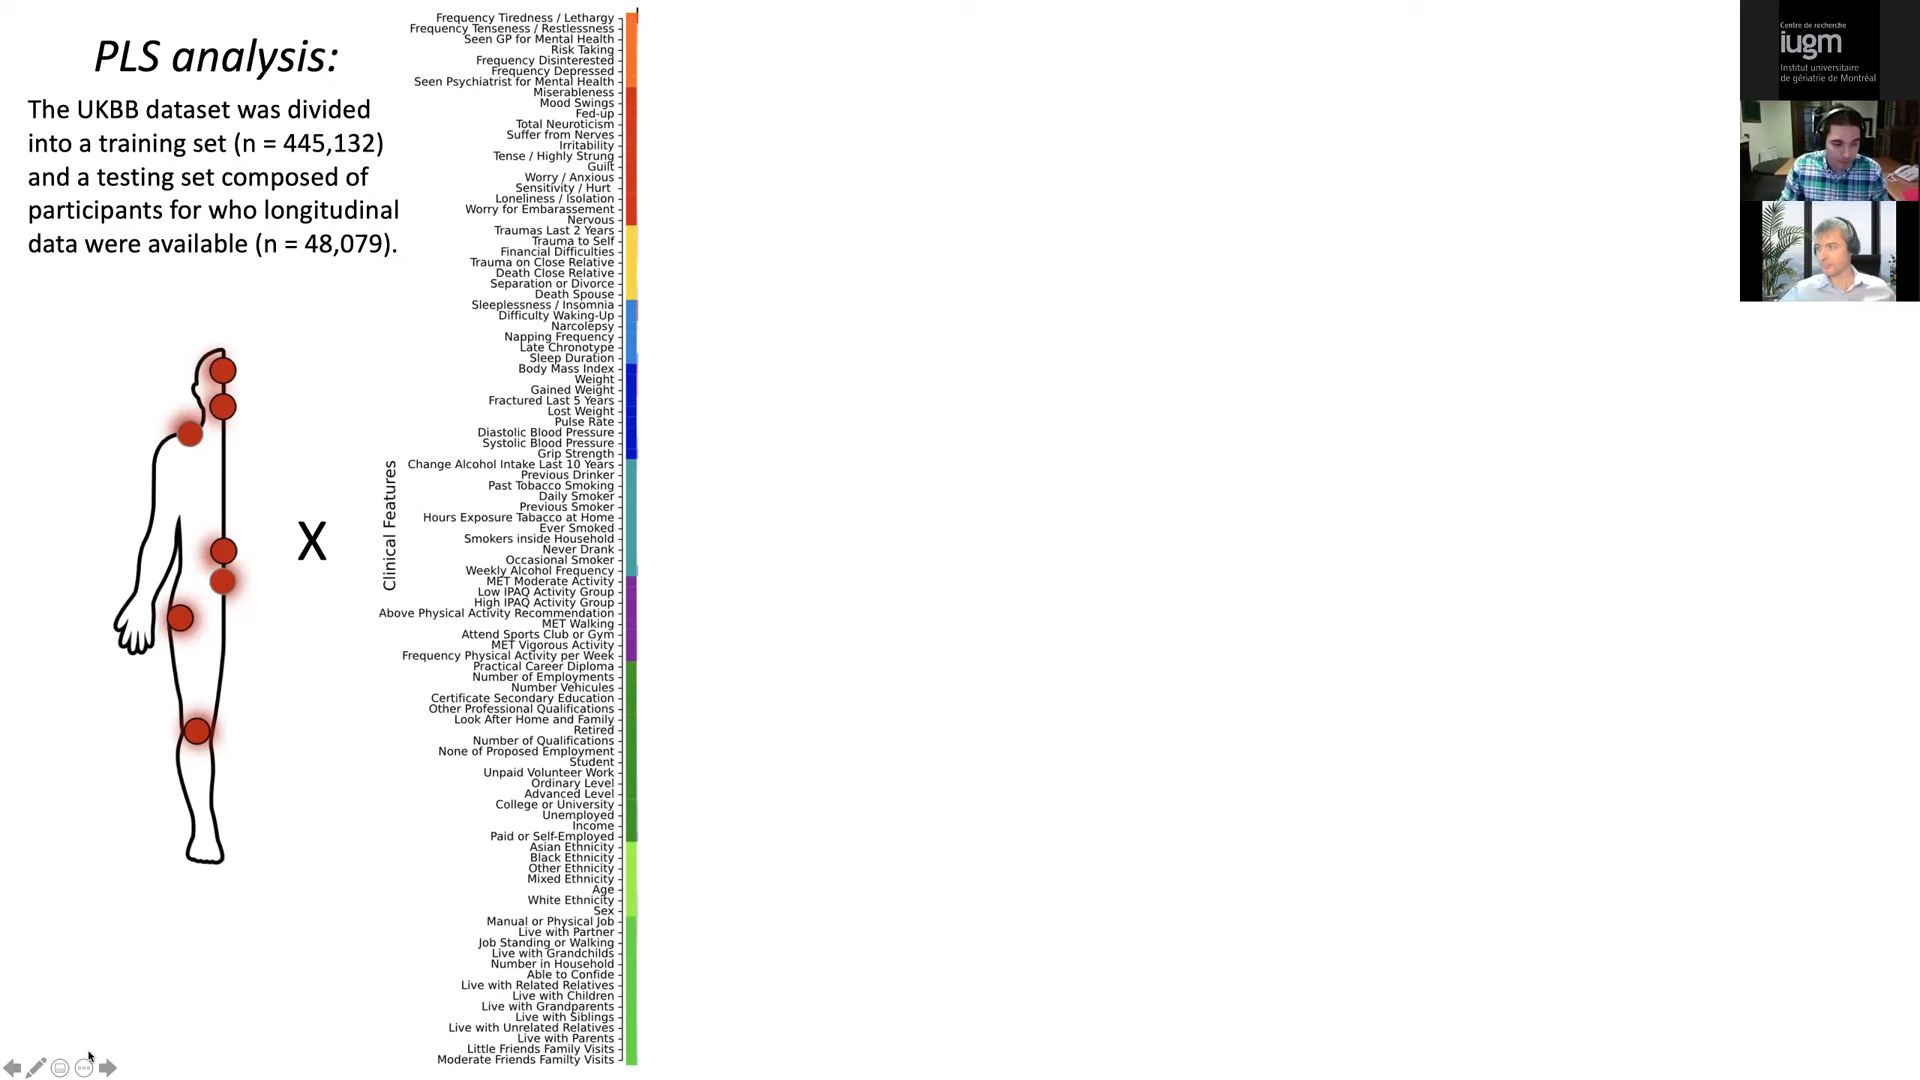 PLS analysis:
The UKBB dataset was divided
into a training set (n = 445,132)
and a testing set composed of
participants for who longitudinal
data were available (n = 48,079).
X
Clinical Features
Frequency Tiredness / Lethargy
Frequency Tenseness / Restlessness
Seen GP for Mental Health
Risk Taking
Frequency Disinterested
Frequency Depressed
Seen Psychiatrist for Mental Health
Miserableness
Mood Swings
Fed-up
Total Neuroticism
Suffer from Nerves
Irritability
Tense / Highly Strung
Guilt
Worry / Anxious
Sensitivity / Hurt
Loneliness / Isolation
Worry for Embarassement
Nervous
Traumas Last 2 Years
Trauma to Self
Financial Difficulties
Trauma on Close Relative
Death Close Relative
Separation or Divorce
Death Spouse
Sleeplessness / Insomnia
Difficulty Waking-Up
Narcolepsy
Napping Frequency
Late Chronotype
Sleep Duration
Body Mass Index
Weight
Gained Weight
Fractured Last 5 Years
Lost Weight
Pulse Rate
Diastolic Blood Pressure
Systolic Blood Pressure
Grip Strength
Change Alcohol Intake Last 10 Years
Previous Drinker
Past Tobacco Smoking
Daily Smoker
Previous Smoker
Hours Exposure Tabacco at Home
Ever Smoked
Smokers inside Household
Never Drank
Occasional Smoker
Weekly Alcohol Frequency
MET Moderate Activity
Low IPAQ Activity Group
High IPAQ Activity Group
Above Physical Activity Recommendation
MET Walking
Attend Sports Club or Gym
MET Vigorous Activity
Frequency Physical Activity per Week
Practical Career Diploma
Number of Employments
Number Vehicules
Certificate Secondary Education
Other Professional Qualifications
Look After Home and Family
Retired
Number of Qualifications
None of Proposed Employment
Student
Unpaid Volunteer Work
Ordinary Level
Advanced Level
College or University
Unemployed
Income
Paid or Self-Employed
Asian Ethnicity
Black Ethnicity
Other Ethnicity
Mixed Ethnicity
Age
White Ethnicity
Sex
Manual or Physical Job
Live with Partner
Job Standing or Walking
Live with Grandchilds
Number in Household
Able to Confide
Live with Related Relatives
Live with Children
Live with Grandparents
Live with Siblings
Live with Unrelated Relatives
Live with Parents
Little Friends Family Visits
Moderate Friends Familty Visits
Centre de recherche
iugm
Institut universitaire
de gériatrie de Montréal